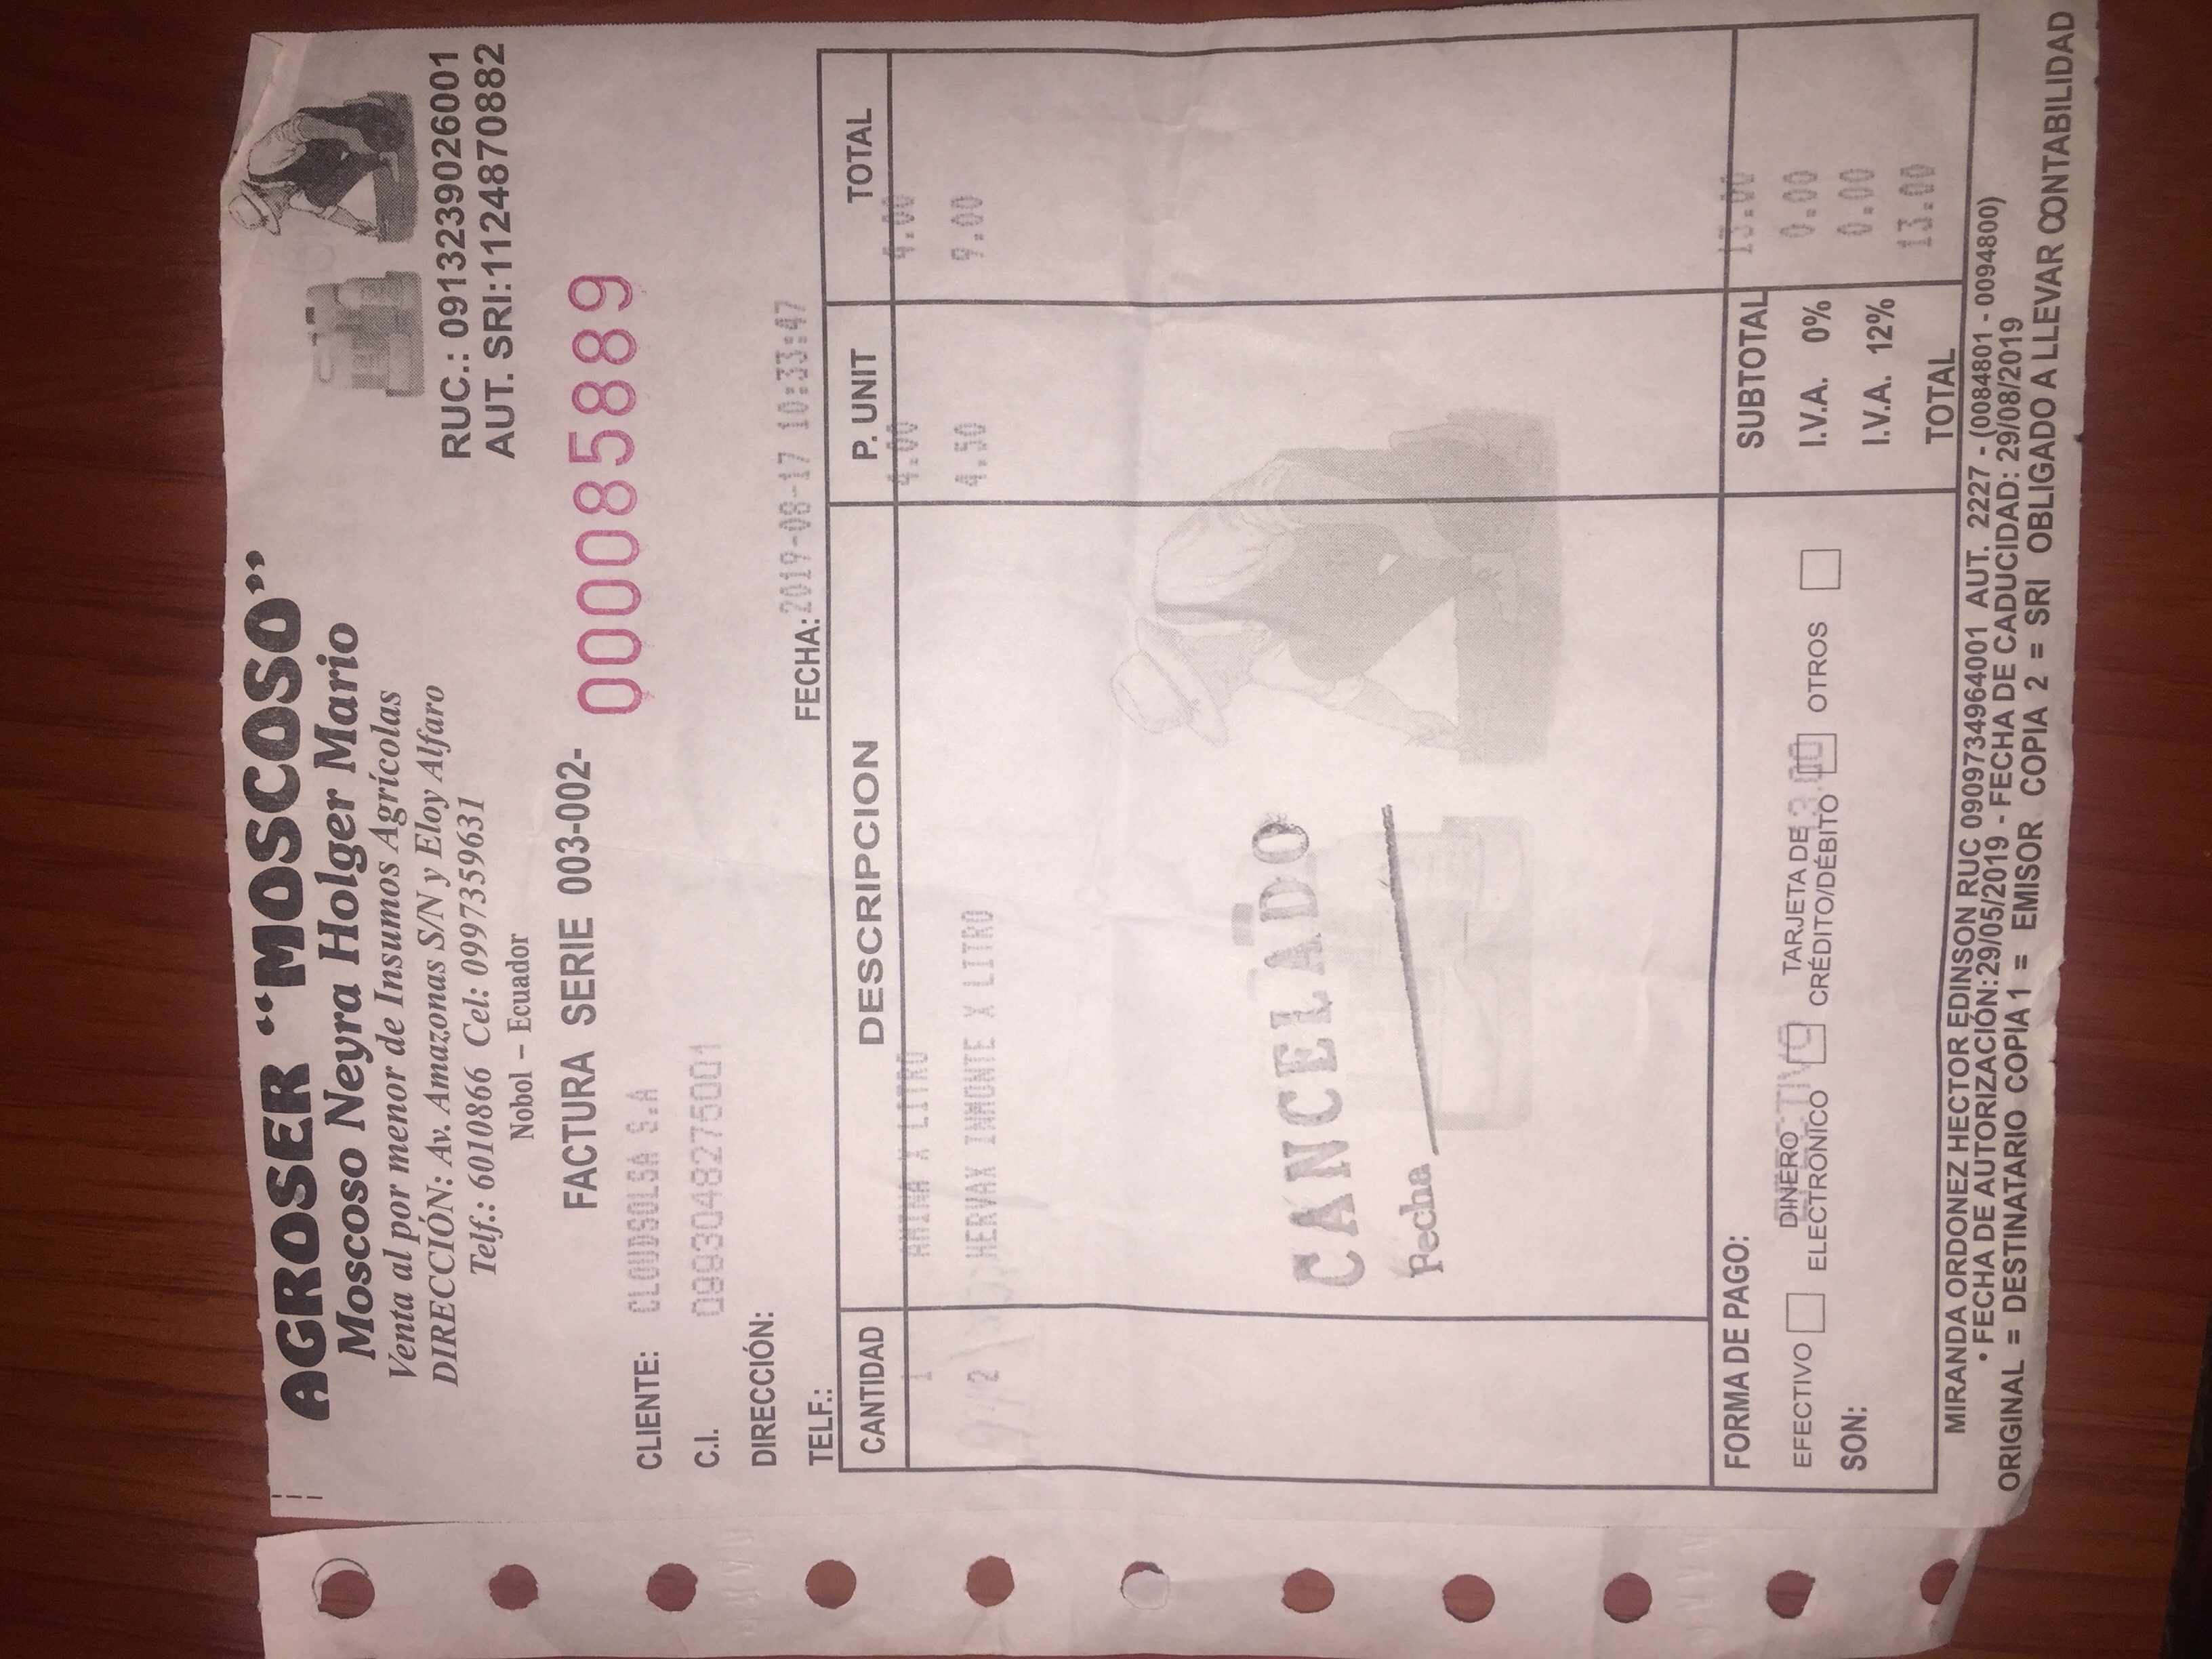 AGROSER “MOSCOSO”
Moscoso Neyra Holger Mario
Venta al por menor de Insumos Agrícolas
DIRECCIÓN: Av. Amazonas S/N y Eloy Alfaro
Telf.: 6010866 Cel: 0997359631
Nobol – Ecuador
RUC.: 0913239026001
AUT. SRI:1124870882
FACTURA SERIE 003-002- 000085889
CLIENTE: CLOUDSOLSA S.A
C.I. 0993048275001
DIRECCIÓN:
TELF.:
FECHA: 2019-08-17 10:33:47
CANTIDAD DESCRIPCION P. UNIT TOTAL
1 AMINA X LITRO 4.00 4.00
2 HERVAX INMONTE X LITRO 4.50 9.00
CANCELADO
Fecha
FORMA DE PAGO:
EFECTIVO 13.00
EFECTIVO DINERO ELECTRÓNICO TARJETA DE CRÉDITO/DÉBITO OTROS
SON:
SUBTOTAL 13.00
I.V.A. 0% 0.00
I.V.A. 12% 0.00
TOTAL 13.00
MIRANDA ORDONEZ HECTOR EDINSON RUC 0909734964001 AUT. 2227 - (0084801 - 0094800)
• FECHA DE AUTORIZACIÓN:29/05/2019 - FECHA DE CADUCIDAD: 29/08/2019
ORIGINAL = DESTINATARIO COPIA 1 = EMISOR COPIA 2 = SRI OBLIGADO A LLEVAR CONTABILIDAD